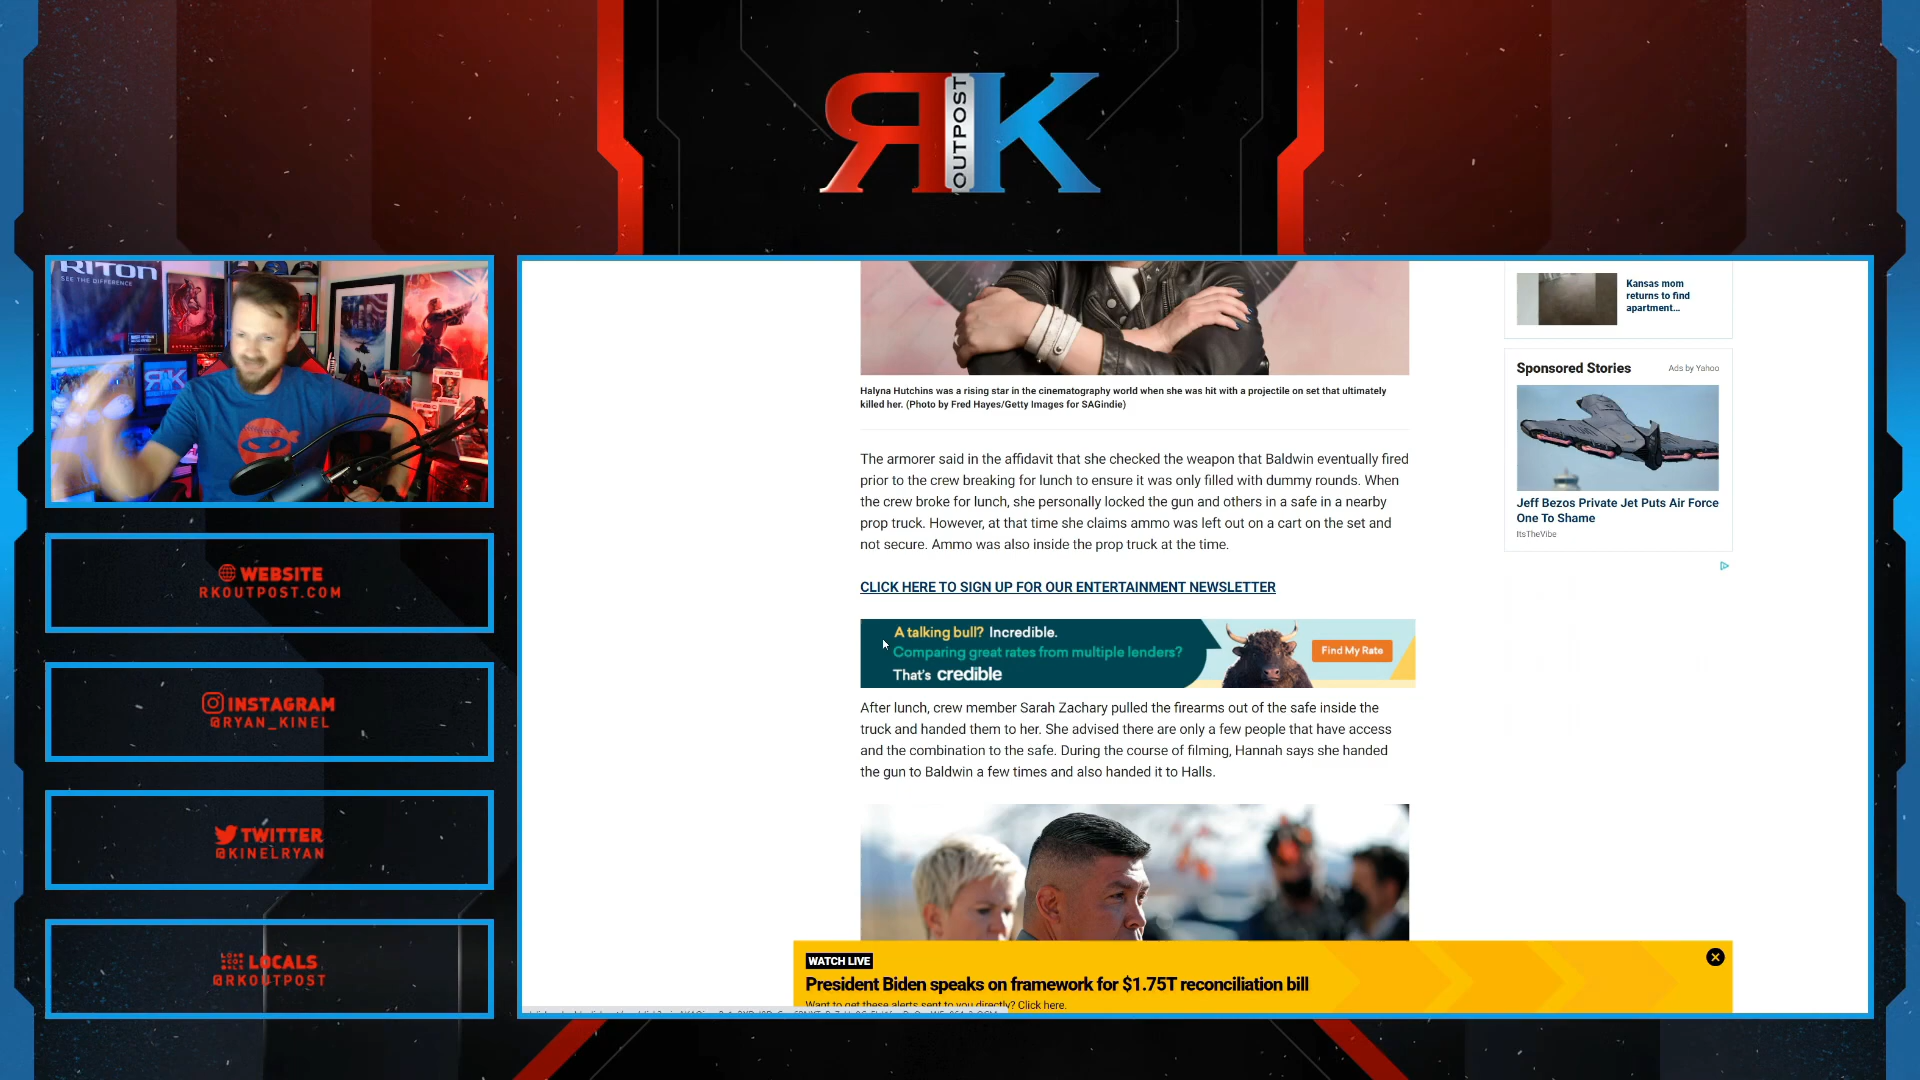 RK
OUTPOST
RITON
SEE THE DIFFERENCE
RK
WEBSITE
RKOUTPOST.COM
INSTAGRAM
@RYAN_KINEL
TWITTER
@KINELRYAN
LOCALS
@RKOUTPOST
Halyna Hutchins was a rising star in the cinematography world when she was hit with a projectile on set that ultimately
killed her. (Photo by Fred Hayes/Getty Images for SAGindie)
The armorer said in the affidavit that she checked the weapon that Baldwin eventually fired
prior to the crew breaking for lunch to ensure it was only filled with dummy rounds. When
the crew broke for lunch, she personally locked the gun and others in a safe in a nearby
prop truck. However, at that time she claims ammo was left out on a cart on the set and
not secure. Ammo was also inside the prop truck at the time.
CLICK HERE TO SIGN UP FOR OUR ENTERTAINMENT NEWSLETTER
A talking bull? Incredible.
Comparing great rates from multiple lenders?
That's credible
Find My Rate
After lunch, crew member Sarah Zachary pulled the firearms out of the safe inside the
truck and handed them to her. She advised there are only a few people that have access
and the combination to the safe. During the course of filming, Hannah says she handed
the gun to Baldwin a few times and also handed it to Halls.
WATCH LIVE
President Biden speaks on framework for $1.75T reconciliation bill
Want to get these alerts sent to you directly? Click here.
Kansas mom
returns to find
apartment...
Sponsored Stories
Ads by Yahoo
Jeff Bezos Private Jet Puts Air Force
One To Shame
ItsTheVibe